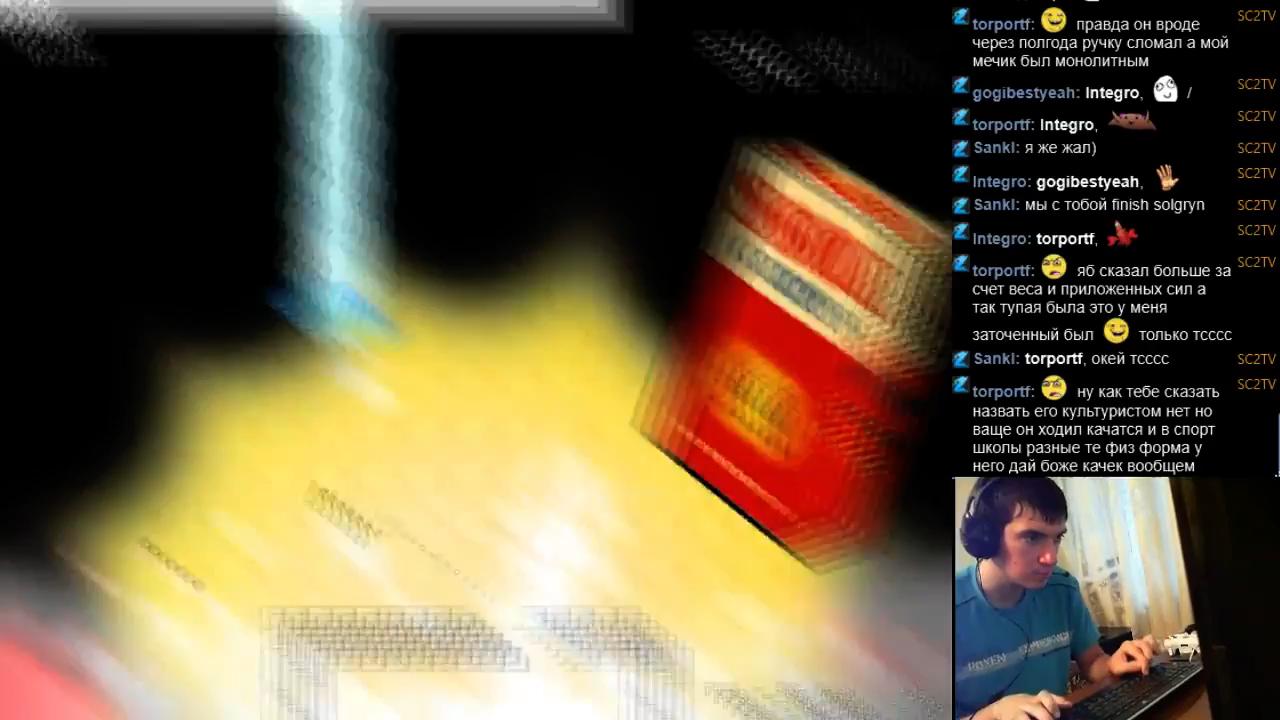 torportf: правда он вроде SC2TV
через полгода ручку сломал а мой
мечик был монолитным
gogibestyeah: Integro, / SC2TV
torportf: Integro, SC2TV
Sankl: я же жал) SC2TV
Integro: gogibestyeah, SC2TV
Sankl: мы с тобой finish solgryn SC2TV
Integro: torportf, SC2TV
torportf: яб сказал больше за SC2TV
счет веса и приложенных сил а
так тупая была это у меня
заточенный был только тсссс
Sankl: torportf, окей тсссс SC2TV
torportf: ну как тебе сказать SC2TV
назвать его культуристом нет но
ваще он ходил качатся и в спорт
школы разные те физ форма у
него дай боже качек вообщем